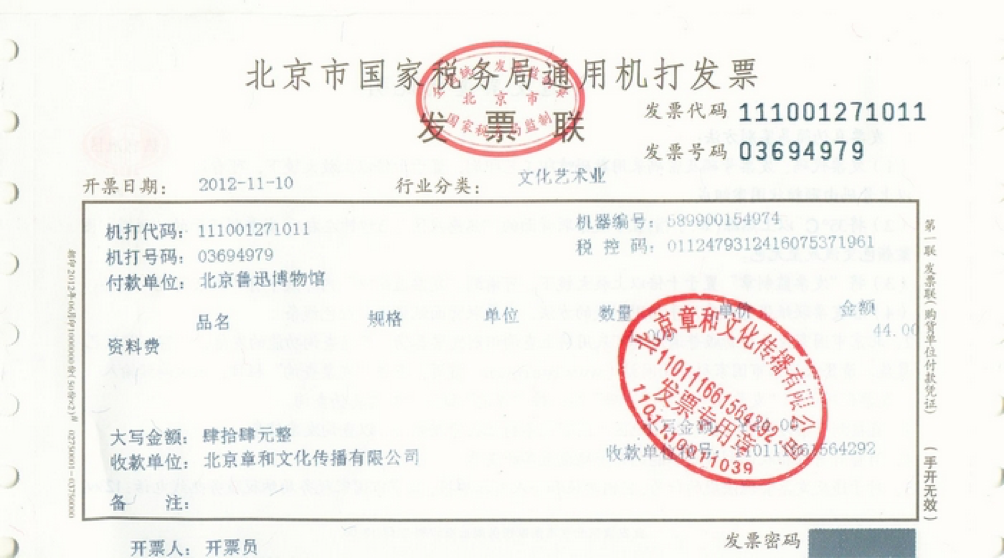 北京市国家税务局通用机打发票
发票联
北京市
国家税务局监制
发票代码 111001271011
发票号码 03694979
开票日期： 2012-11-10 行业分类： 文化艺术业
机打代码： 111001271011 机器编号： 589900154974
机打号码： 03694979 税控码： 0112479312416075371961
付款单位： 北京鲁迅博物馆
品名 规格 单位 数量 单价 金额
资料费 44.00
北京章和文化传播有限公司
110111661564292
发票专用章
大写金额： 肆拾肆元整
收款单位： 北京章和文化传播有限公司 收款单位税号： 110111661564292
备 注：
开票人： 开票员 发票密码
第一联 发票联（购货单位付款凭证）
（手开无效）